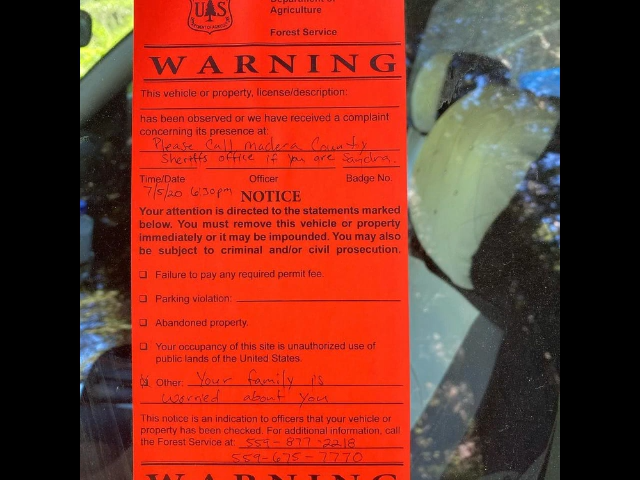 Department of
Agriculture
UAS
Forest Service
WARNING
This vehicle or property, license/description:
has been observed or we have received a complaint
concerning its presence at:
Please Call Madera County
Sheriffs office if you are Sandra.
Time/Date Officer Badge No.
7/5/20 6:30pm
NOTICE
Your attention is directed to the statements marked
below. You must remove this vehicle or property
immediately or it may be impounded. You may also
be subject to criminal and/or civil prosecution.
Failure to pay any required permit fee.
Parking violation:
Abandoned property.
Your occupancy of this site is unauthorized use of
public lands of the United States.
Other: Your family is
worried about you
This notice is an indication to officers that your vehicle or
property has been checked. For additional information, call
the Forest Service at: 559-877-2218
559-675-7770
WARNING